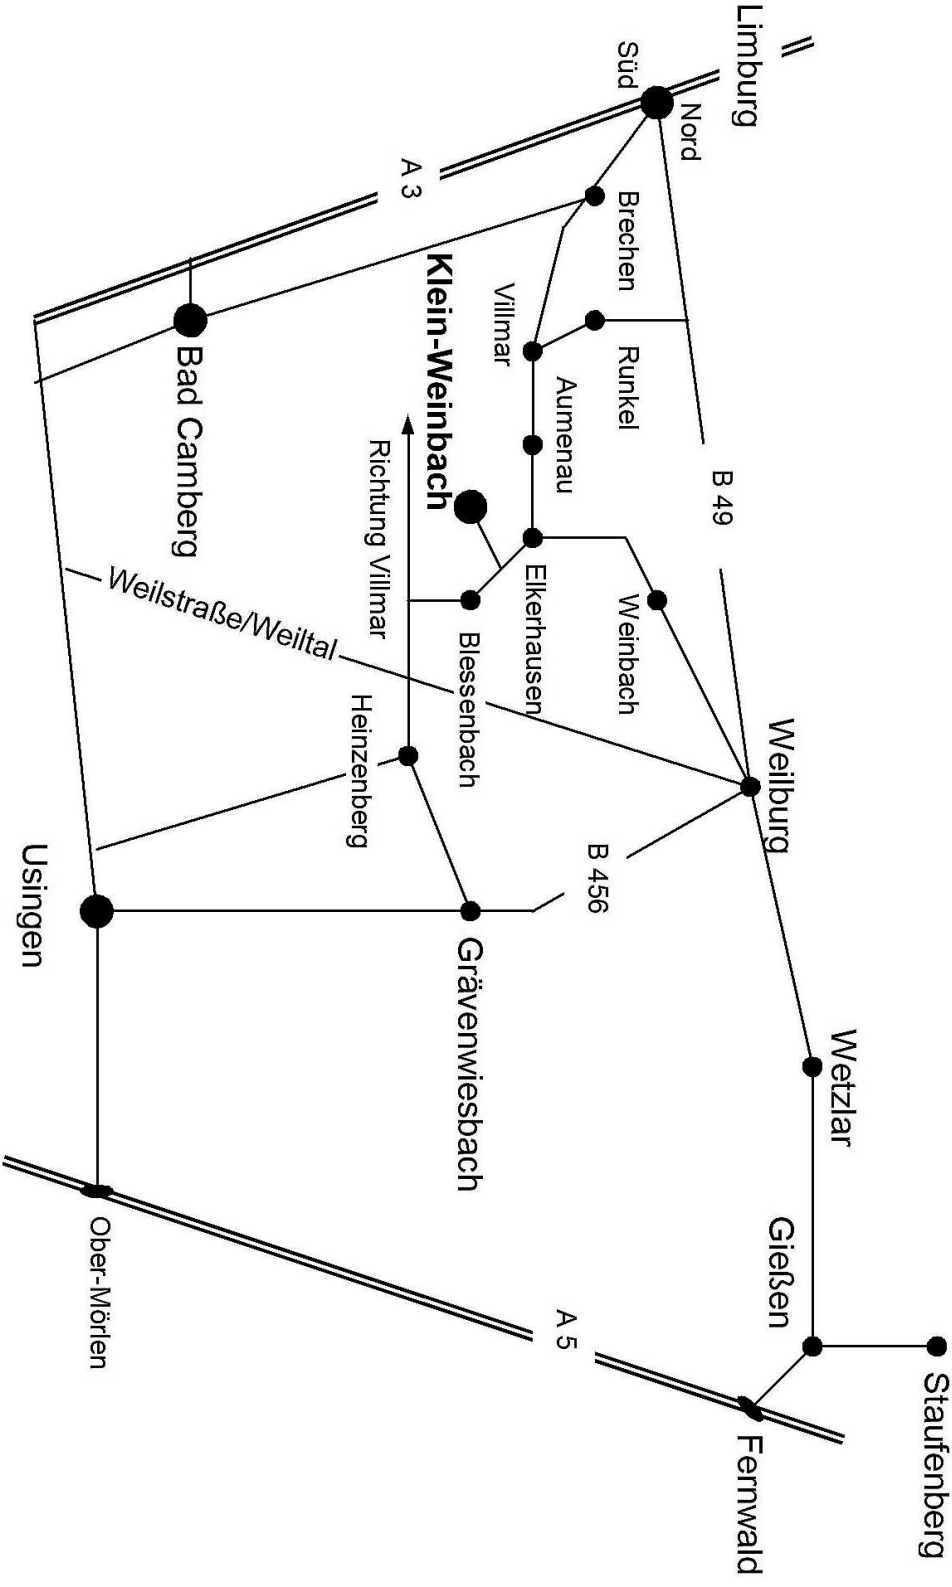 Limburg
Süd
Nord
A 3
Brechen
Villmar
Runkel
Aumenau
B 49
Klein-Weinbach
Bad Camberg
Richtung Villmar
Elkerhausen
Weinbach
Blessenbach
Weilstraße/Weiltal
Heinzenberg
Weilburg
B 456
Usingen
Grävenwiesbach
Wetzlar
Gießen
Staufenberg
Fernwald
A 5
Ober-Mörlen